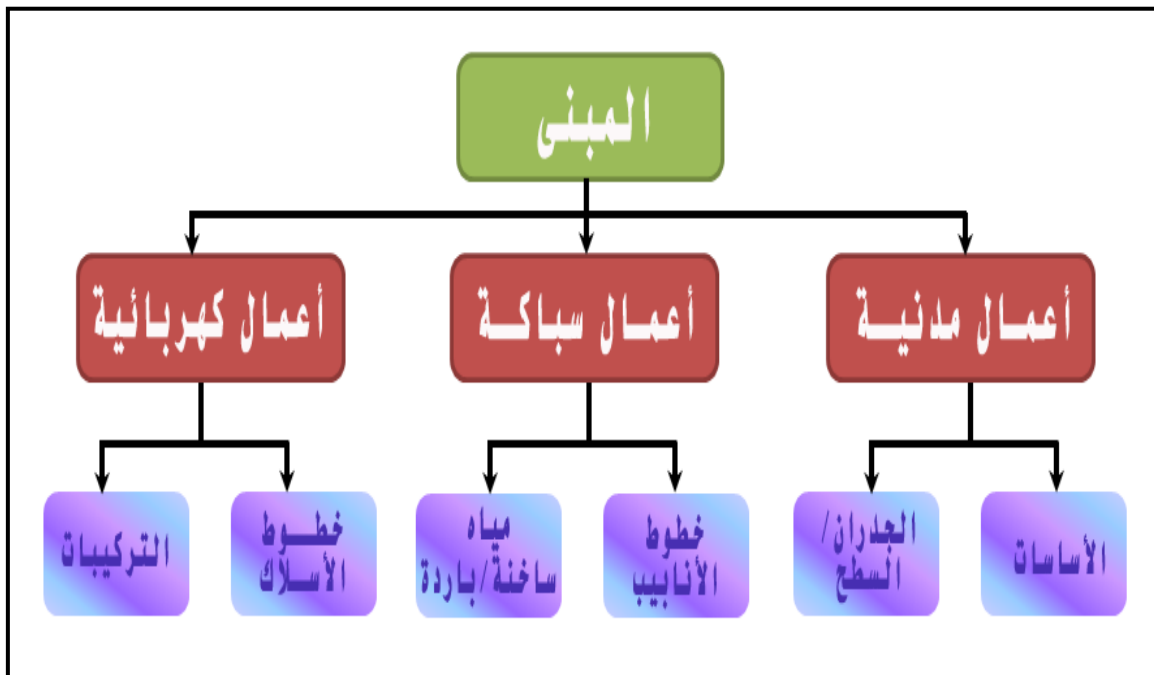 المبنى
أعمال مدنية
أعمال سباكة
أعمال كهربائية
الأساسات
الجدران/
السطح
خطوط
الأنابيب
مياه
ساخنة/باردة
خطوط
الأسلاك
التركيبات